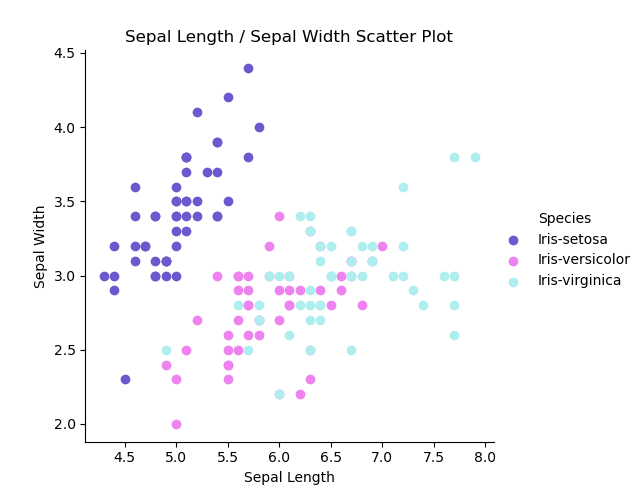 Sepal Length / Sepal Width Scatter Plot
4.5
4.0
3.5
3.0
2.5
2.0
Sepal Width
4.5 5.0 5.5 6.0 6.5 7.0 7.5 8.0
Sepal Length
Species
Iris-setosa
Iris-versicolor
Iris-virginica